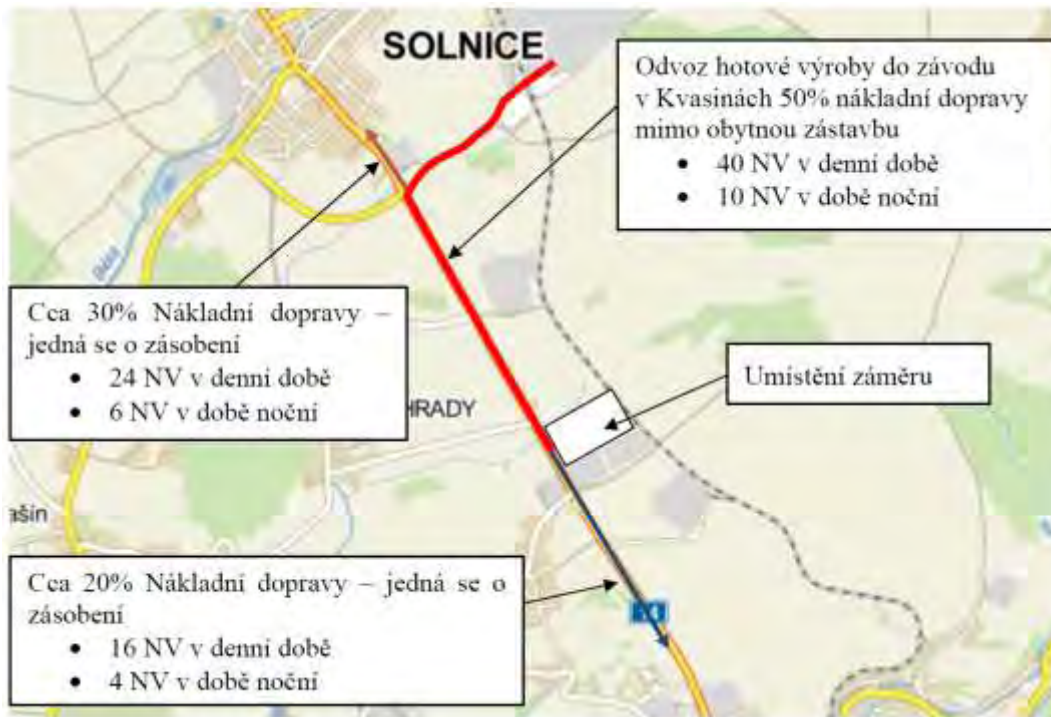 SOLNICE
Odvoz hotové výroby do závodu
v Kvasinách 50% nákladní dopravy
mimo obytnou zástavbu
• 40 NV v denní době
• 10 NV v době noční
Cca 30% Nákladní dopravy –
jedná se o zásobení
• 24 NV v denní době
• 6 NV v době noční
Umístění záměru
HRADY
Bělá
ašín
Cca 20% Nákladní dopravy – jedná se o
zásobení
• 16 NV v denní době
• 4 NV v době noční